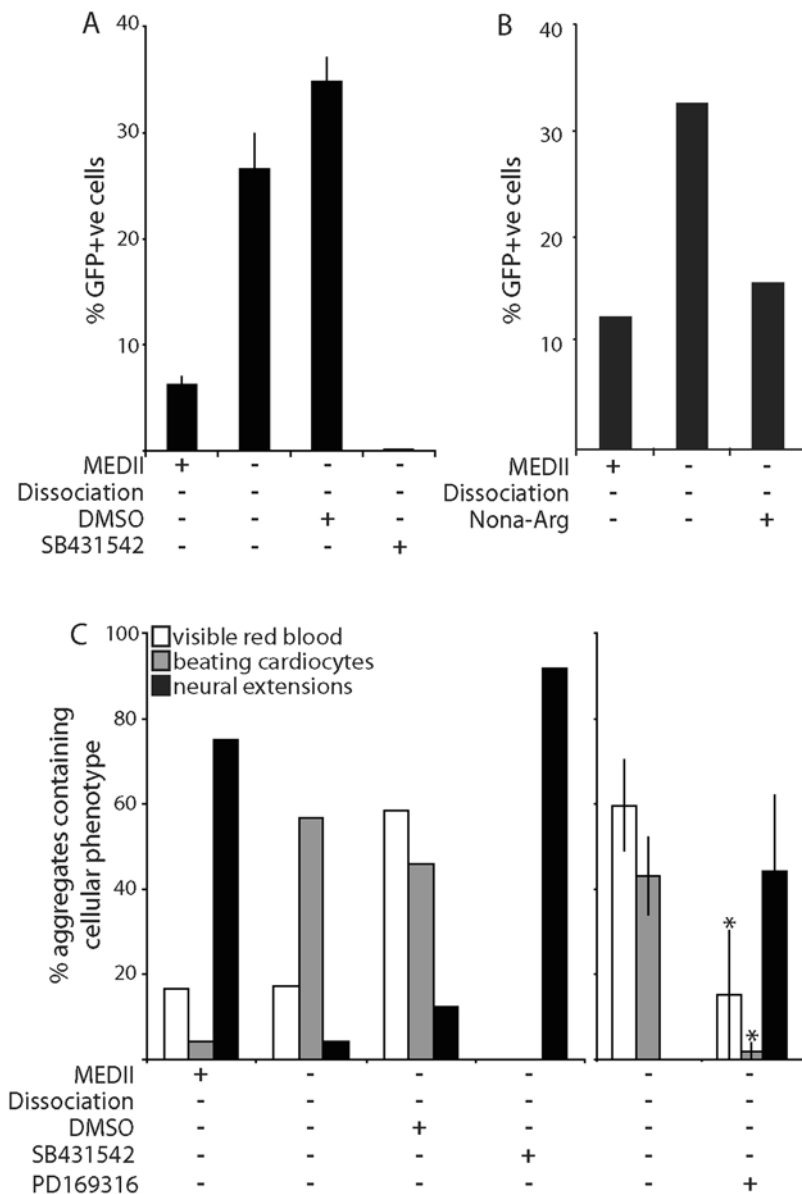 A
B
40
30
20
10
% GFP+ve cells
MEDII + - - -
Dissociation - - - -
DMSO - - + -
SB431542 - - - +
40
30
20
10
% GFP+ve cells
MEDII + - -
Dissociation - - -
Nona-Arg - - +
C
visible red blood
beating cardiocytes
neural extensions
100
80
60
40
20
% aggregates containing
cellular phenotype
* *
MEDII + - - - - -
Dissociation - - - - - -
DMSO - - + - - -
SB431542 - - - + - -
PD169316 - - - - - +